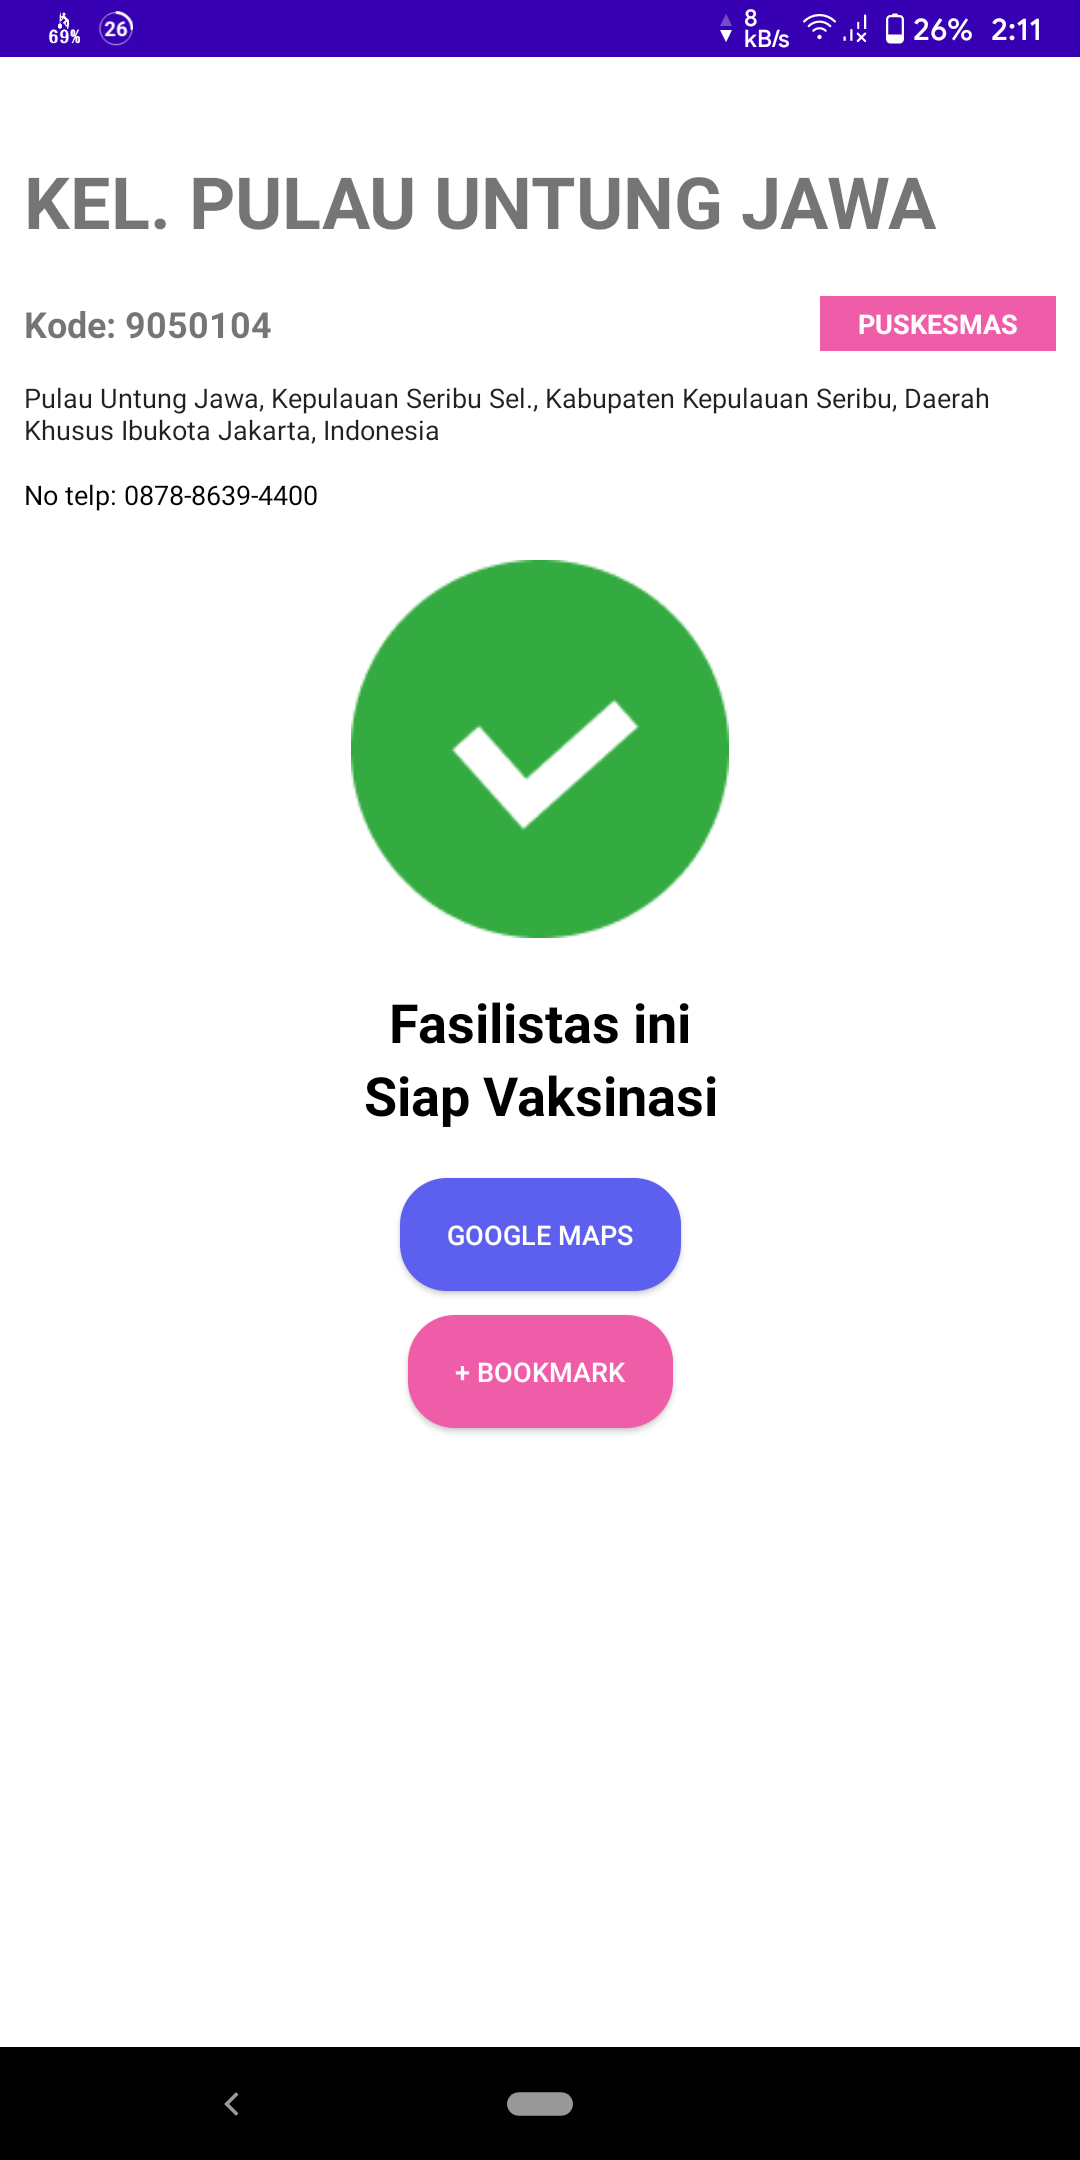 69%
26
8
kB/s
26%
2:11
KEL. PULAU UNTUNG JAWA
Kode: 9050104
PUSKESMAS
Pulau Untung Jawa, Kepulauan Seribu Sel., Kabupaten Kepulauan Seribu, Daerah
Khusus Ibukota Jakarta, Indonesia
No telp: 0878-8639-4400
Fasilistas ini
Siap Vaksinasi
GOOGLE MAPS
+ BOOKMARK